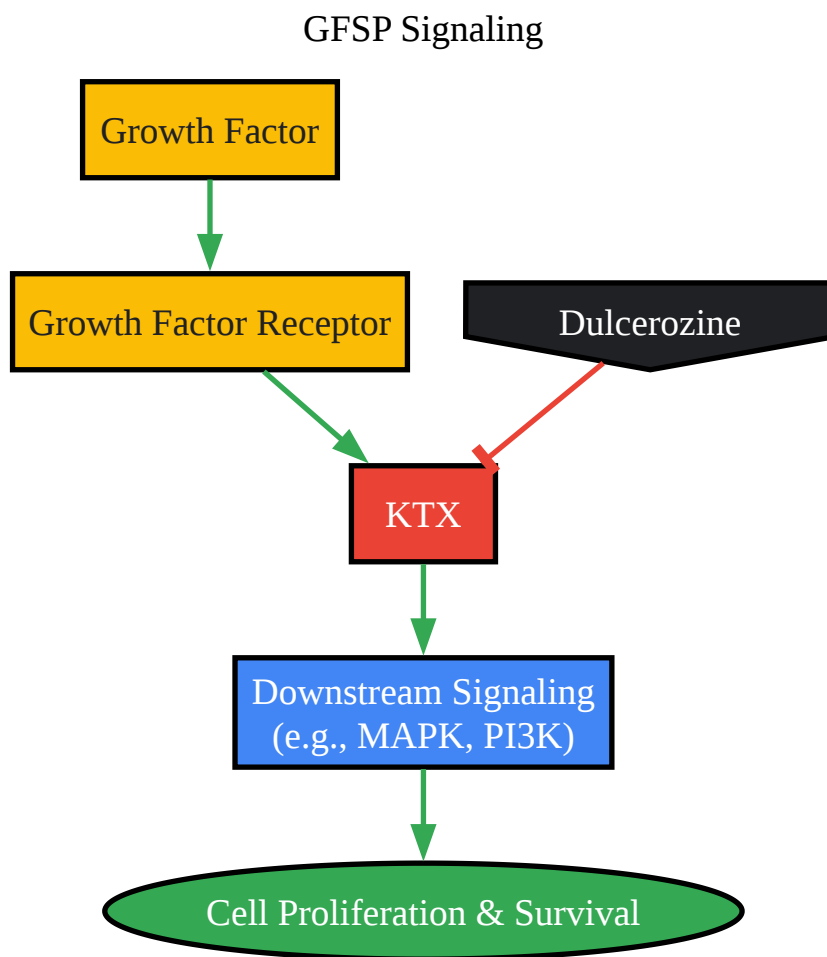 GFSP Signaling
Growth Factor
Growth Factor Receptor
Dulcerozine
KTX
Downstream Signaling
(e.g., MAPK, PI3K)
Cell Proliferation & Survival